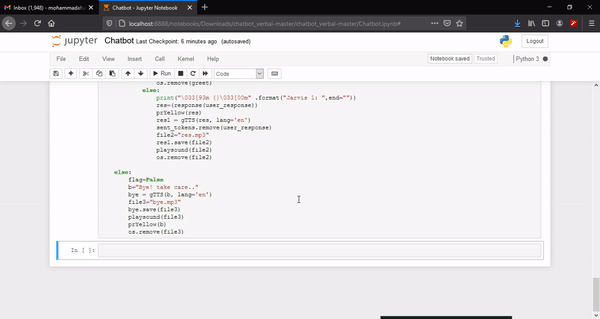 Inbox (1,948) - mohammadah
Chatbot - Jupyter Notebook
localhost:8888/notebooks/Downloads/chatbot_verbal-master/chatbot_verbal-master/Chatbot.ipynb#
jupyter Chatbot Last Checkpoint: 6 minutes ago (autosaved)
Logout
File Edit View Insert Cell Kernel Help
Notebook saved Trusted Python 3
Run Code
os.remove(greet)
else:
print("\033[93m {}\033[00m" .format("Jarvis 1: ",end=""))
res=(response(user_response))
prYellow(res)
res1 = gTTS(res, lang='en')
sent_tokens.remove(user_response)
file2="res.mp3"
res1.save(file2)
playsound(file2)
os.remove(file2)
else:
flag=False
b="Bye! take care.."
bye = gTTS(b, lang='en')
file3="bye.mp3"
bye.save(file3)
playsound(file3)
prYellow(b)
os.remove(file3)
In [ ]: